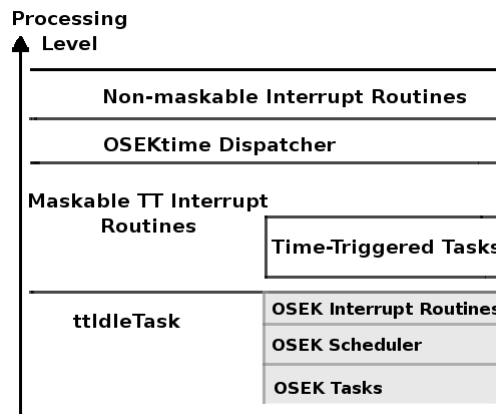 Processing
Level
Non-maskable Interrupt Routines
OSEKtime Dispatcher
Maskable TT Interrupt
Routines
Time-Triggered Tasks
ttIdleTask
OSEK Interrupt Routines
OSEK Scheduler
OSEK Tasks